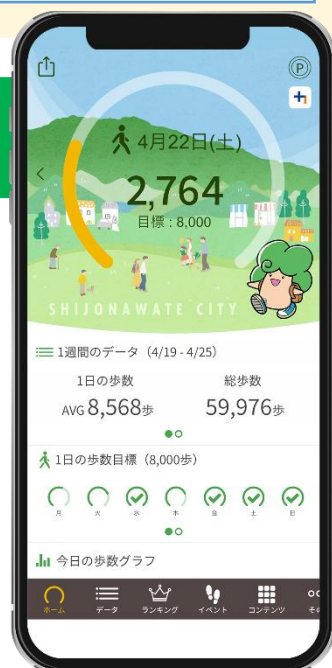 P
4月22日(土)
2,764
目標 : 8,000
SHIJONAWATE CITY
1週間のデータ (4/19 - 4/25)
1日の歩数 総歩数
AVG 8,568歩 59,976歩
1日の歩数目標（8,000歩）
月 火 水 木 金 土 日
今日の歩数グラフ
ホーム データ ランキング イベント コンテンツ その